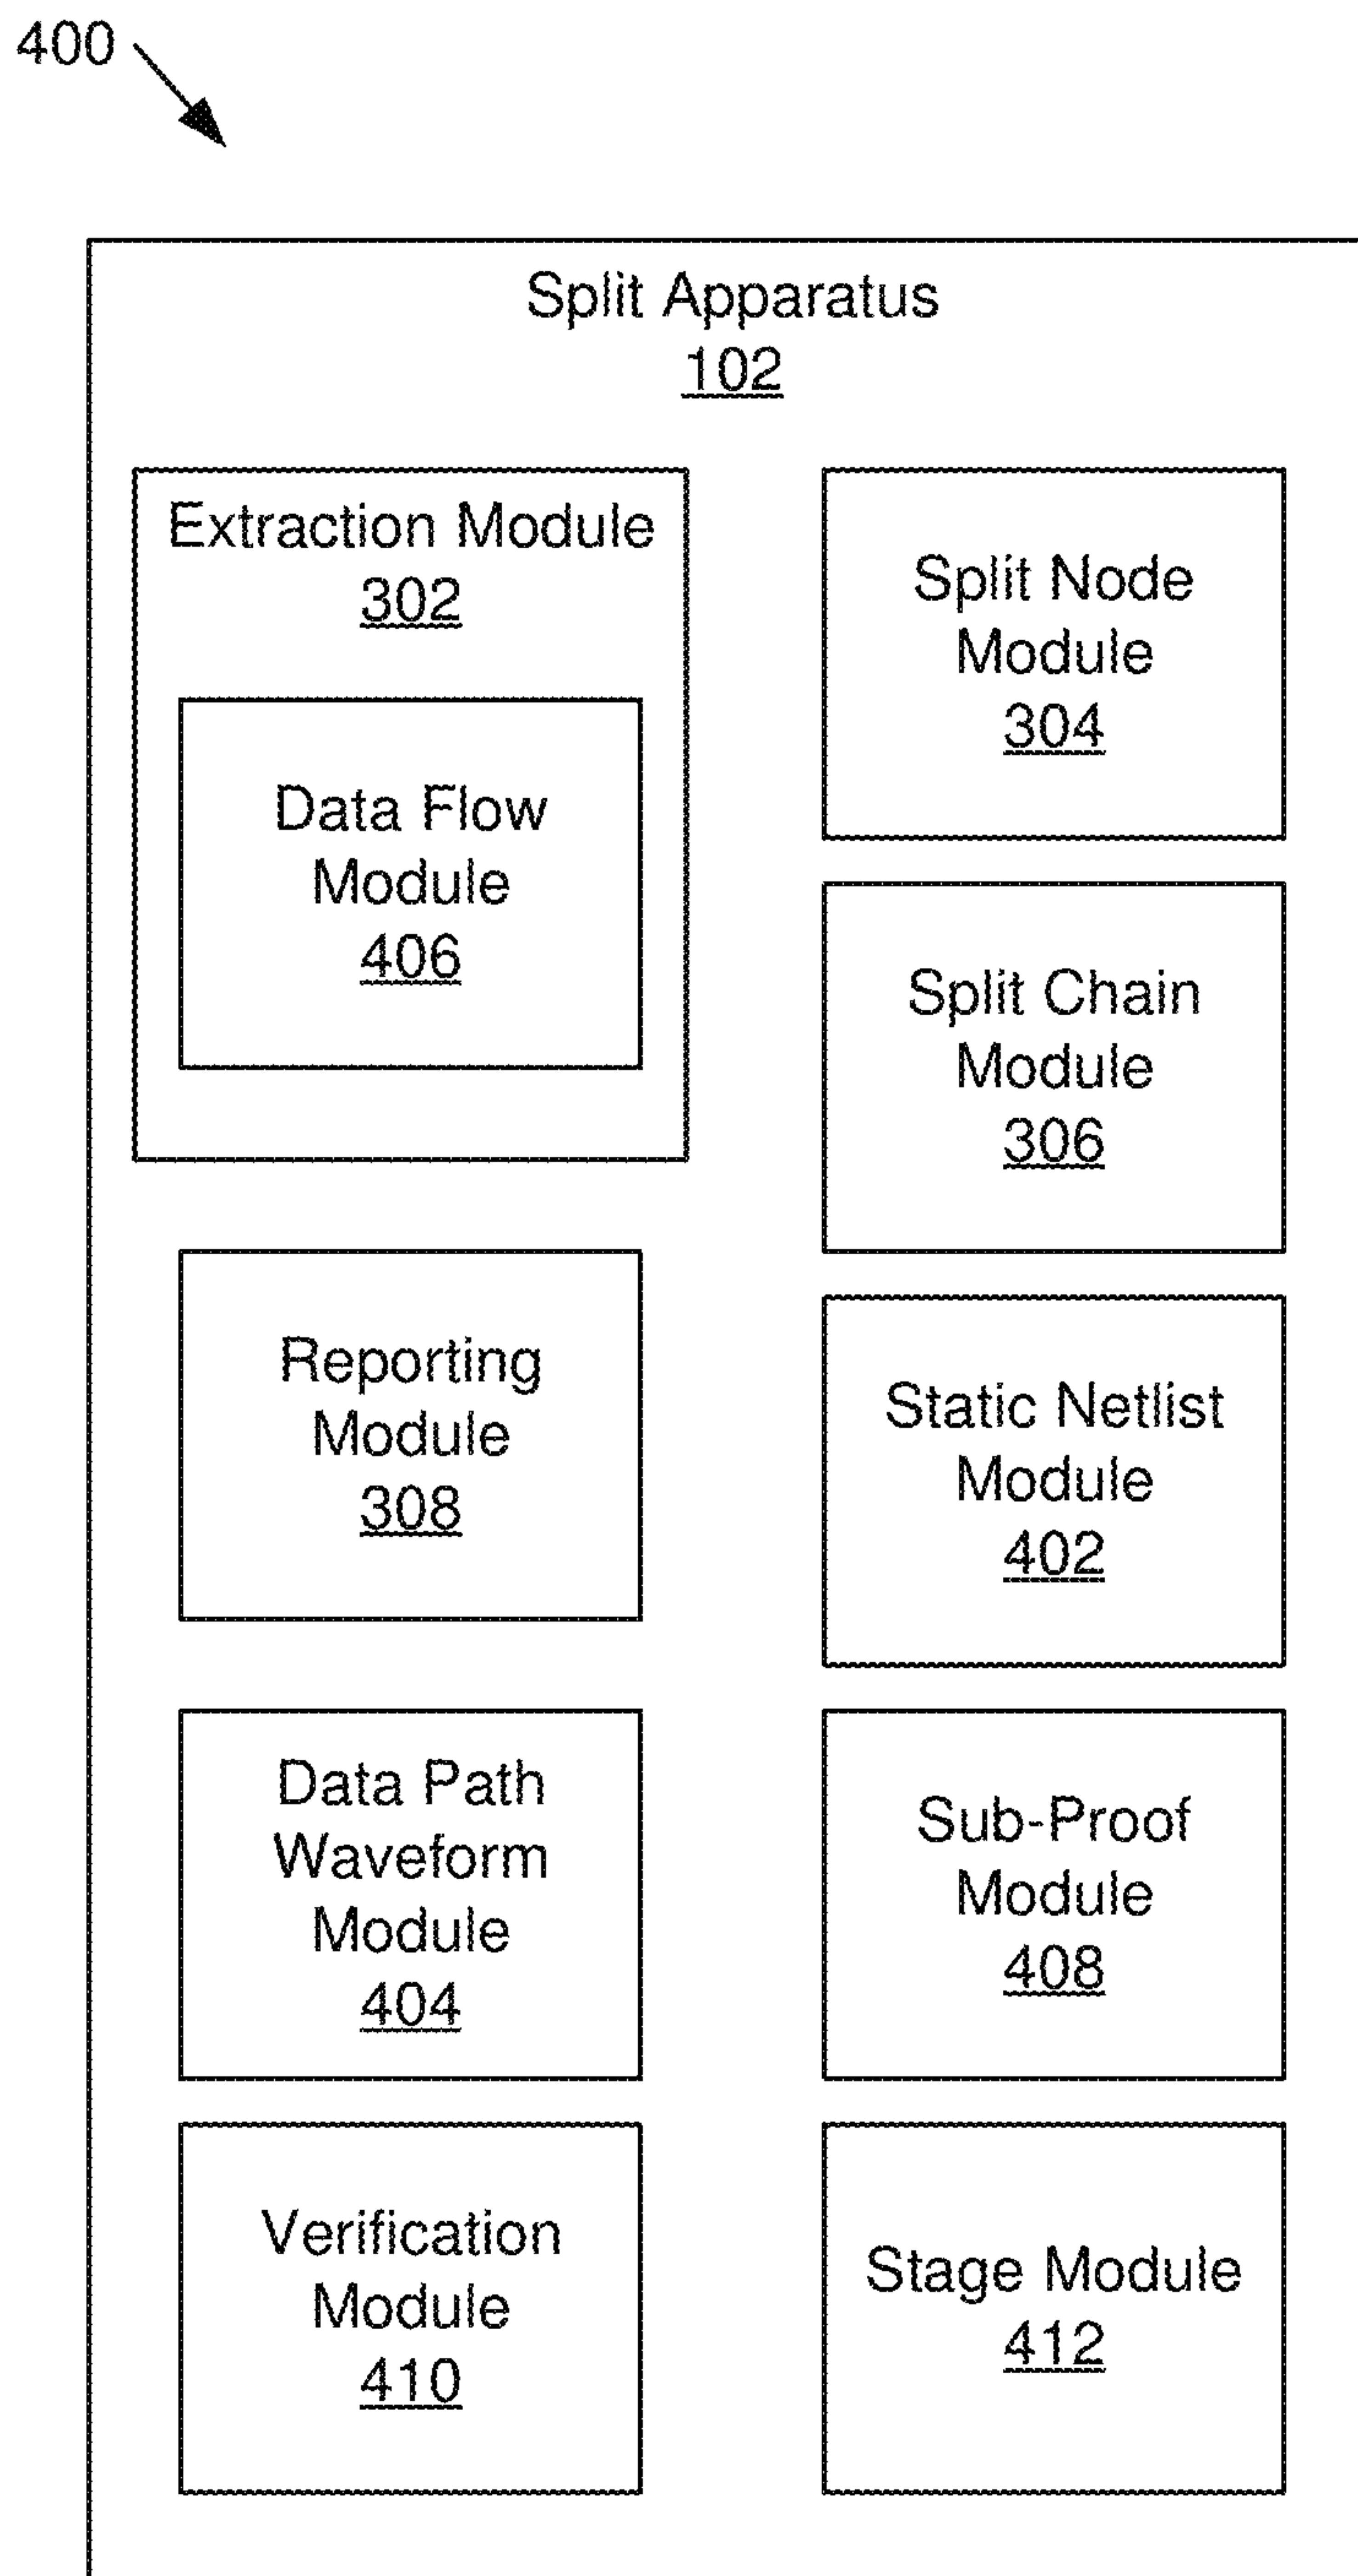 400
Split Apparatus
102
Extraction Module
302
Data Flow
Module
406
Reporting
Module
308
Data Path
Waveform
Module
404
Verification
Module
410
Split Node
Module
304
Split Chain
Module
306
Static Netlist
Module
402
Sub-Proof
Module
408
Stage Module
412